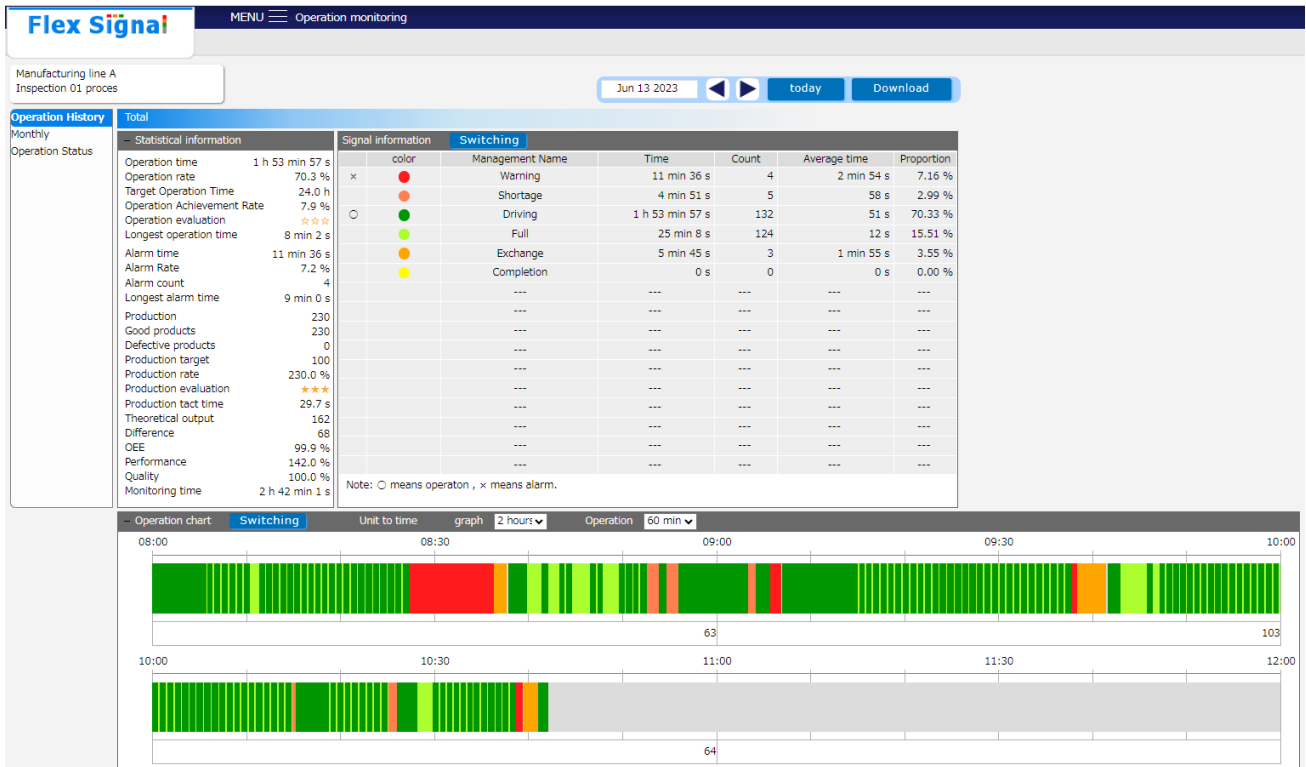 Flex Signal
MENU Operation monitoring
Manufacturing line A
Inspection 01 proces
Jun 13 2023 today Download
Operation History
Monthly
Operation Status
Total
− Statistical information
Operation time 1 h 53 min 57 s
Operation rate 70.3 %
Target Operation Time 24.0 h
Operation Achievement Rate 7.9 %
Operation evaluation ☆☆☆
Longest operation time 8 min 2 s
Alarm time 11 min 36 s
Alarm Rate 7.2 %
Alarm count 4
Longest alarm time 9 min 0 s
Production 230
Good products 230
Defective products 0
Production target 100
Production rate 230.0 %
Production evaluation ★★★
Production tact time 29.7 s
Theoretical output 162
Difference 68
OEE 99.9 %
Performance 142.0 %
Quality 100.0 %
Monitoring time 2 h 42 min 1 s
Signal information Switching
color Management Name Time Count Average time Proportion
× Warning 11 min 36 s 4 2 min 54 s 7.16 %
Shortage 4 min 51 s 5 58 s 2.99 %
○ Driving 1 h 53 min 57 s 132 51 s 70.33 %
Full 25 min 8 s 124 12 s 15.51 %
Exchange 5 min 45 s 3 1 min 55 s 3.55 %
Completion 0 s 0 0 s 0.00 %
--- --- --- --- ---
--- --- --- --- ---
--- --- --- --- ---
--- --- --- --- ---
--- --- --- --- ---
--- --- --- --- ---
--- --- --- --- ---
--- --- --- --- ---
--- --- --- --- ---
--- --- --- --- ---
Note: ○ means operaton , × means alarm.
− Operation chart Switching Unit to time graph 2 hours Operation 60 min
08:00 08:30 09:00 09:30 10:00
63 103
10:00 10:30 11:00 11:30 12:00
64